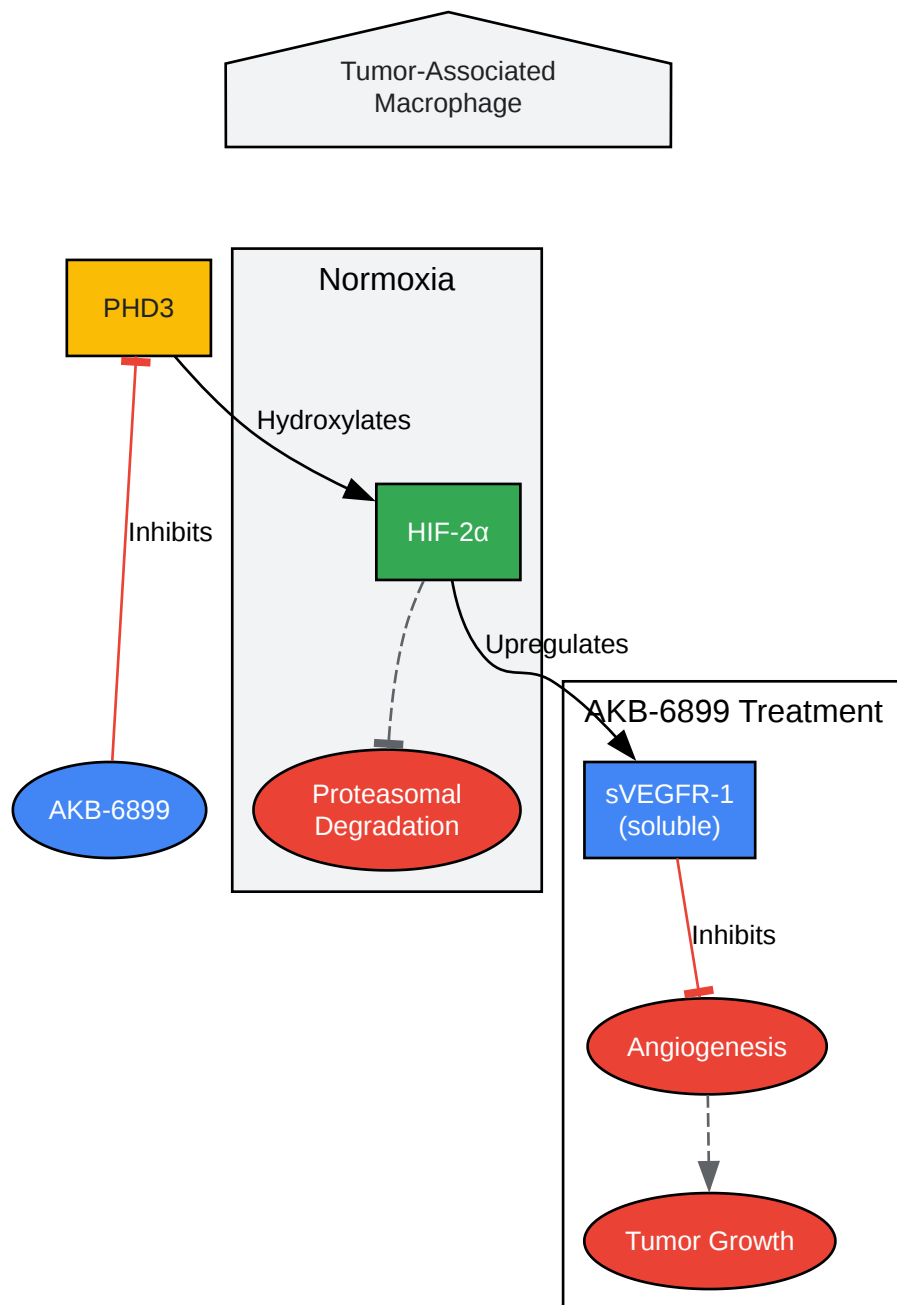 Tumor-Associated
Macrophage
PHD3
Normoxia
Hydroxylates
HIF-2α
Inhibits
Upregulates
AKB-6899 Treatment
AKB-6899
Proteasomal
Degradation
sVEGFR-1
(soluble)
Inhibits
Angiogenesis
Tumor Growth